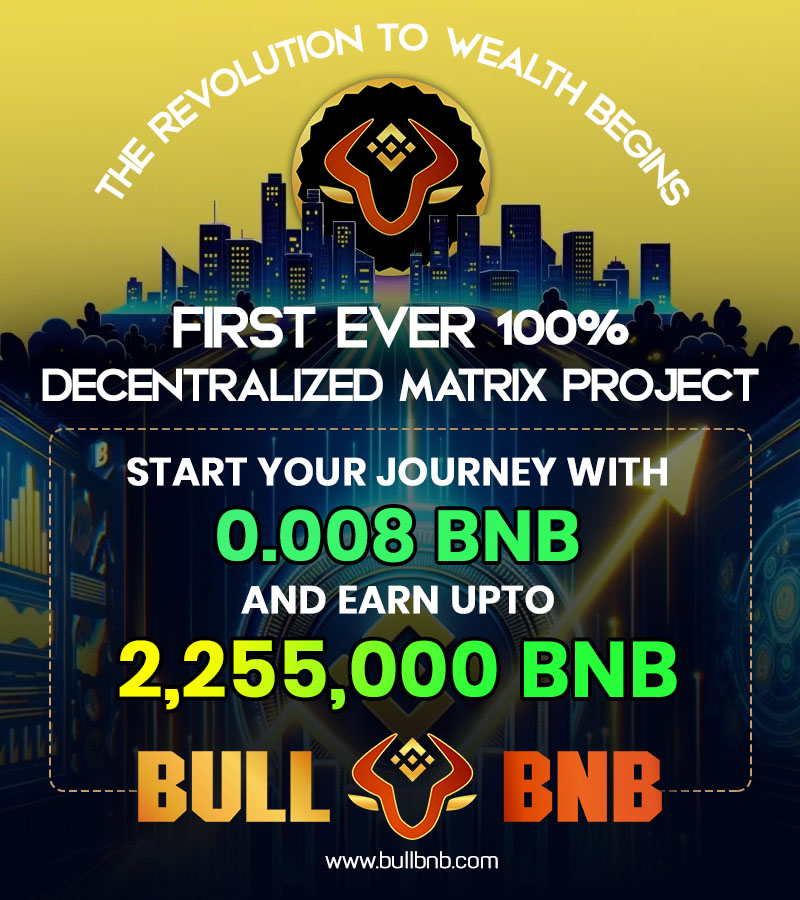 THE REVOLUTION TO WEALTH BEGINS
FIRST EVER 100%
DECENTRALIZED MATRIX PROJECT
START YOUR JOURNEY WITH
0.008 BNB
AND EARN UPTO
2,255,000 BNB
BULL BNB
www.bullbnb.com